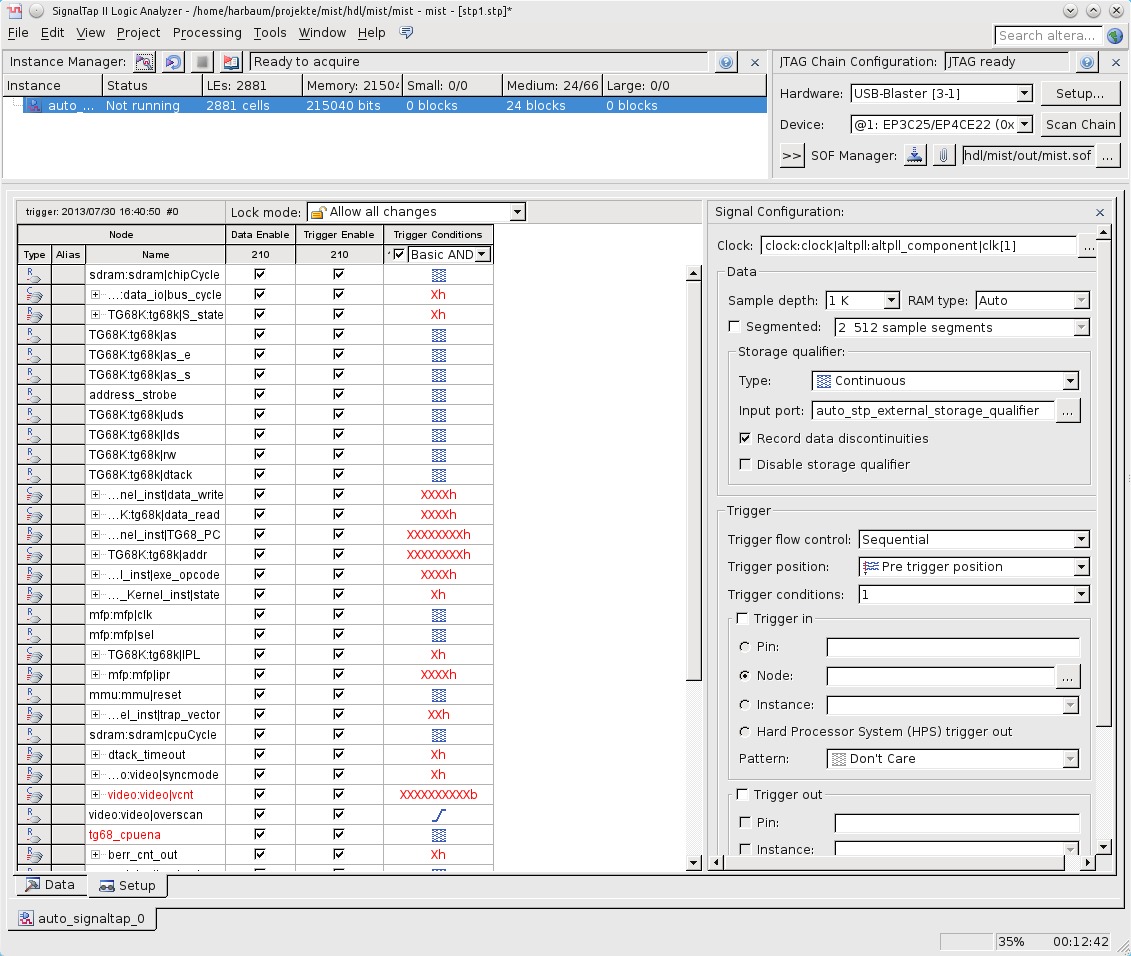 SignalTap II Logic Analyzer - /home/harbaum/projekte/mist/hdl/mist/mist - mist - [stp1.stp]*
File Edit View Project Processing Tools Window Help
Search altera...
Instance Manager: Ready to acquire
Instance Status LEs: 2881 Memory: 21504 Small: 0/0 Medium: 24/66 Large: 0/0
auto_... Not running 2881 cells 215040 bits 0 blocks 24 blocks 0 blocks
JTAG Chain Configuration: JTAG ready
Hardware: USB-Blaster [3-1] Setup...
Device: @1: EP3C25/EP4CE22 (0x Scan Chain
>> SOF Manager: hdl/mist/out/mist.sof ...
trigger: 2013/07/30 16:40:50 #0 Lock mode: Allow all changes
Node Data Enable Trigger Enable Trigger Conditions
Type Alias Name 210 210 Basic AND
R sdram:sdram|chipCycle
C ...:data_io|bus_cycle Xh
R TG68K:tg68k|S_state Xh
R TG68K:tg68k|as
R TG68K:tg68k|as_e
R TG68K:tg68k|as_s
R address_strobe
R TG68K:tg68k|uds
R TG68K:tg68k|lds
R TG68K:tg68k|rw
R TG68K:tg68k|dtack
C ...nel_inst|data_write XXXXh
C ...K:tg68k|data_read XXXXh
R ...nel_inst|TG68_PC XXXXXXXXh
C TG68K:tg68k|addr XXXXXXXXh
R ...l_inst|exe_opcode XXXXh
R ..._Kernel_inst|state Xh
R mfp:mfp|clk
R mfp:mfp|sel
C TG68K:tg68k|IPL Xh
R mfp:mfp|ipr XXXXh
R mmu:mmu|reset
R ...el_inst|trap_vector XXh
R sdram:sdram|cpuCycle
R dtack_timeout Xh
R ...o:video|syncmode Xh
C video:video|vcnt XXXXXXXXXXb
R video:video|overscan
R tg68_cpuena
R berr_cnt_out Xh
Data Setup
auto_signaltap_0
Signal Configuration:
Clock: clock:clock|altpll:altpll_component|clk[1] ...
Data
Sample depth: 1 K RAM type: Auto
Segmented: 2 512 sample segments
Storage qualifier:
Type: Continuous
Input port: auto_stp_external_storage_qualifier ...
Record data discontinuities
Disable storage qualifier
Trigger
Trigger flow control: Sequential
Trigger position: Pre trigger position
Trigger conditions: 1
Trigger in
Pin:
Node: ...
Instance:
Hard Processor System (HPS) trigger out
Pattern: Don't Care
Trigger out
Pin:
Instance:
35% 00:12:42